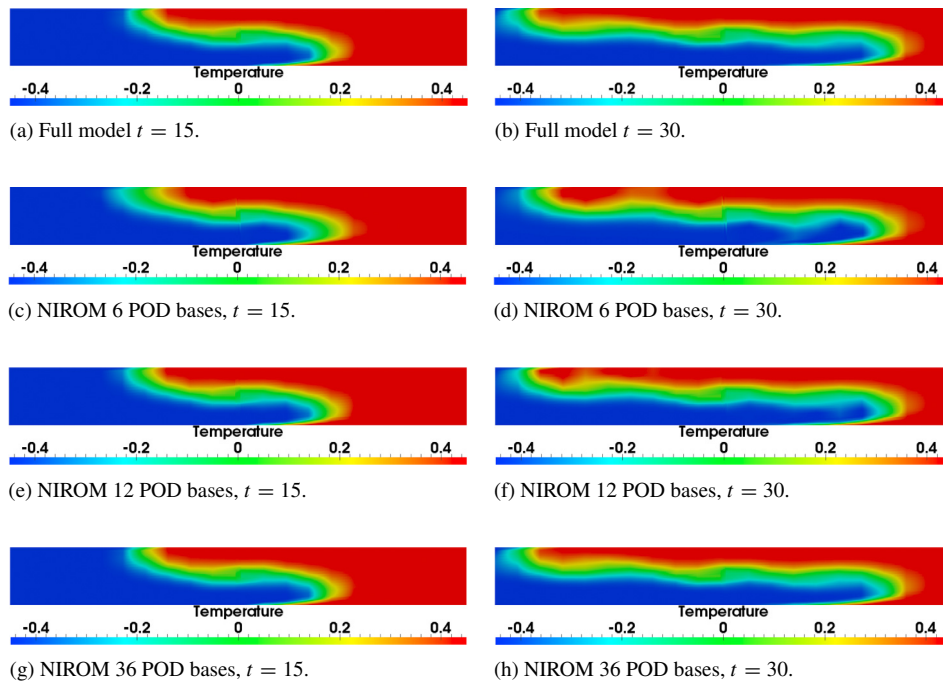 Temperature
-0.4 -0.2 0 0.2 0.4
(a) Full model t = 15.
Temperature
-0.4 -0.2 0 0.2 0.4
(b) Full model t = 30.
Temperature
-0.4 -0.2 0 0.2 0.4
(c) NIROM 6 POD bases, t = 15.
Temperature
-0.4 -0.2 0 0.2 0.4
(d) NIROM 6 POD bases, t = 30.
Temperature
-0.4 -0.2 0 0.2 0.4
(e) NIROM 12 POD bases, t = 15.
Temperature
-0.4 -0.2 0 0.2 0.4
(f) NIROM 12 POD bases, t = 30.
Temperature
-0.4 -0.2 0 0.2 0.4
(g) NIROM 36 POD bases, t = 15.
Temperature
-0.4 -0.2 0 0.2 0.4
(h) NIROM 36 POD bases, t = 30.